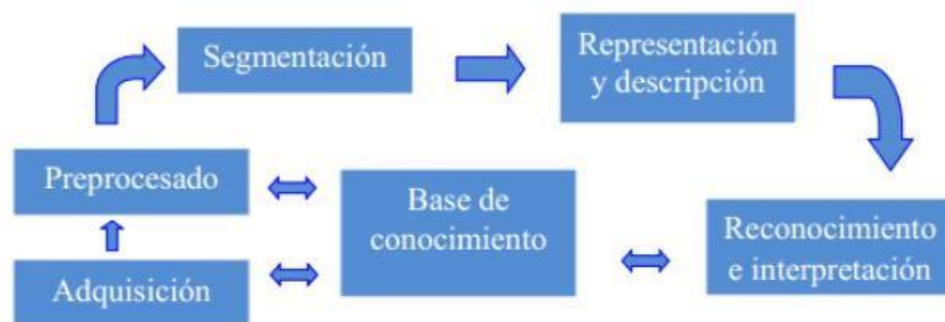 Segmentación
Representación
y descripción
Preprocesado
Base de
conocimiento
Reconocimiento
e interpretación
Adquisición